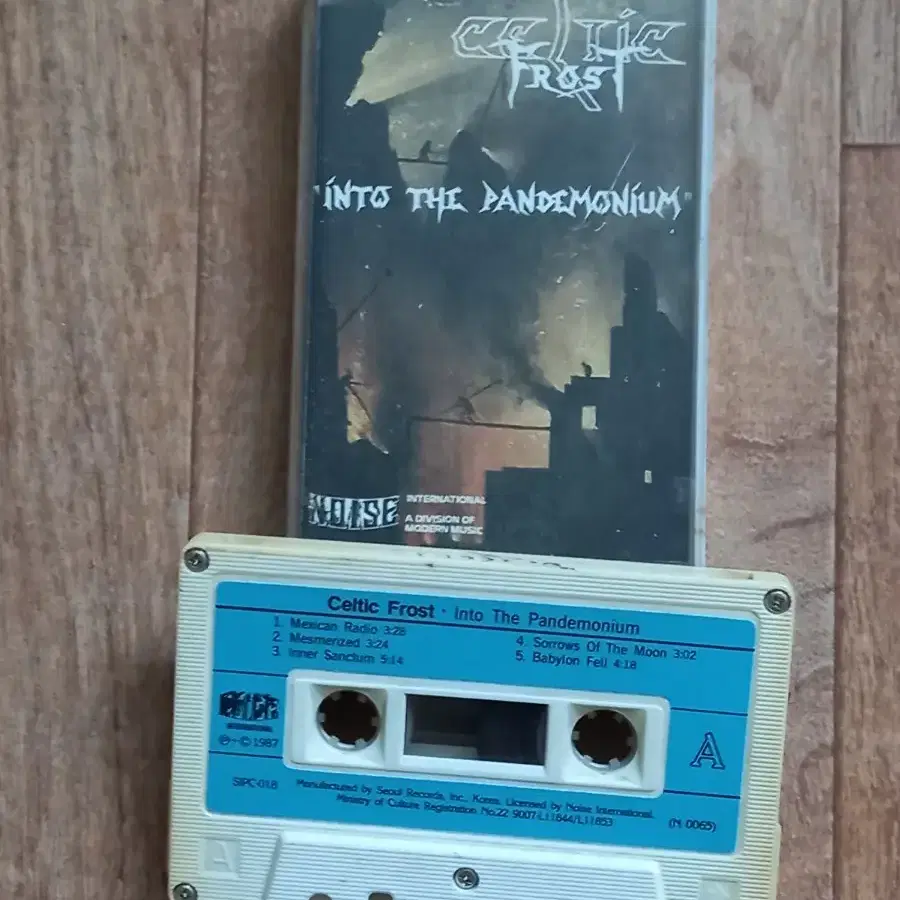 CELTIC
FROST
"INTO THE PANDEMONIUM"
NOISE
INTERNATIONAL
A DIVISION OF
MODERN MUSIC
Celtic Frost · Into The Pandemonium
1. Mexican Radio 3:28
2. Mesmerized 3:24
3. Inner Sanctum 5:14
4. Sorrows Of The Moon 3:02
5. Babylon Fell 4:18
℗-© 1987
A
SIPC-018
Manufactured by Seoul Records, Inc., Korea. Licensed by Noise International.
Ministry of Culture Registration No.22 9007-L11844/L11853
(N 0065)
A